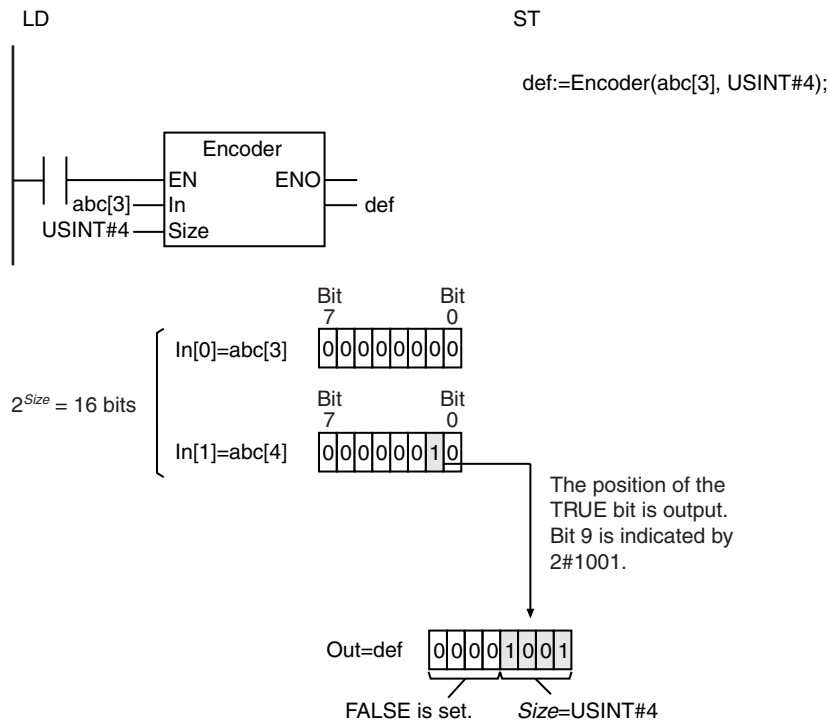 LD
ST
def:=Encoder(abc[3], USINT#4);
Encoder
EN
ENO
abc[3]
In
def
USINT#4
Size
Bit
7
Bit
0
In[0]=abc[3]
0 0 0 0 0 0 0 0
2^Size = 16 bits
Bit
7
Bit
0
In[1]=abc[4]
0 0 0 0 0 0 1 0
The position of the
TRUE bit is output.
Bit 9 is indicated by
2#1001.
Out=def
0 0 0 0 1 0 0 1
FALSE is set.
Size=USINT#4